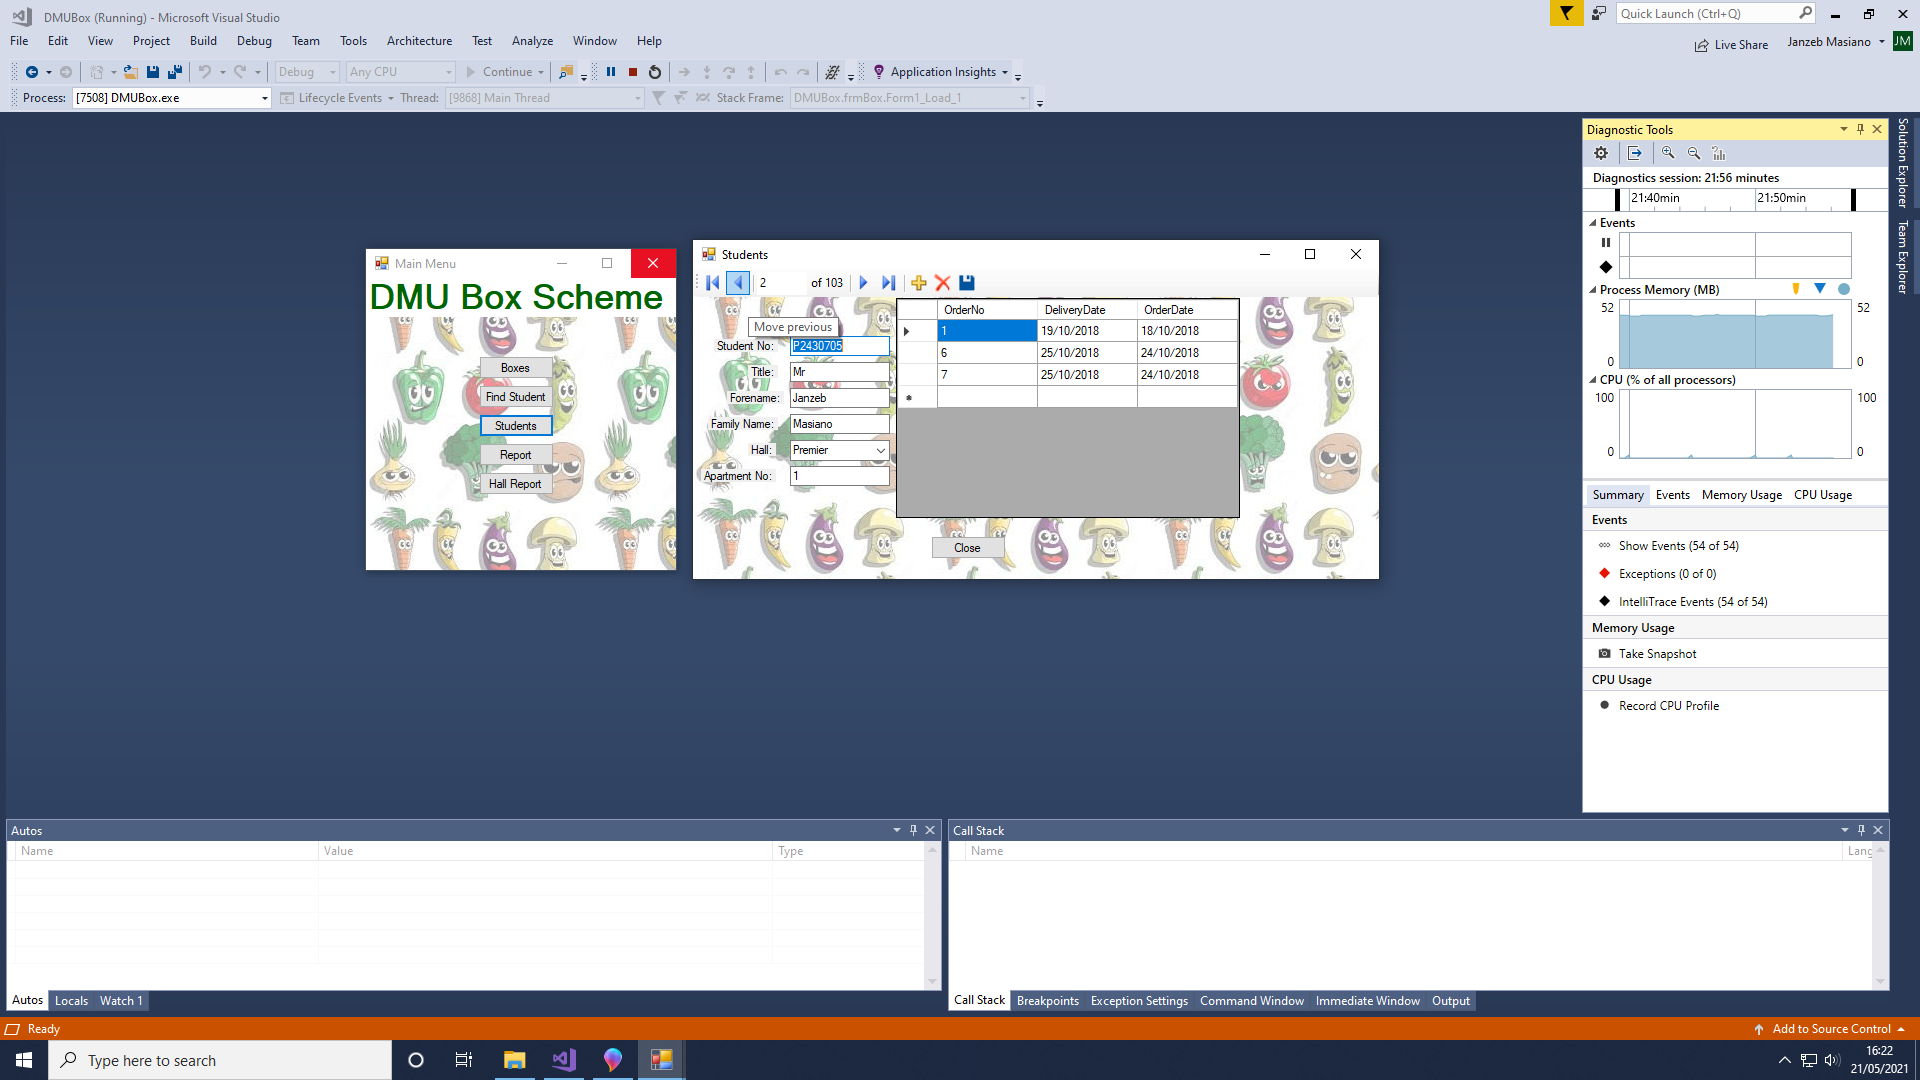 DMUBox (Running) - Microsoft Visual Studio
Quick Launch (Ctrl+Q)
File Edit View Project Build Debug Team Tools Architecture Test Analyze Window Help
Live Share Janzeb Masiano JM
Debug Any CPU Continue Application Insights
Process: [7508] DMUBox.exe Lifecycle Events Thread: [9868] Main Thread Stack Frame: DMUBox.frmBox.Form1_Load_1
Main Menu
DMU Box Scheme
Boxes
Find Student
Students
Report
Hall Report
Students
2 of 103
Move previous
Student No: P2430705
Title: Mr
Forename: Janzeb
Family Name: Masiano
Hall: Premier
Apartment No: 1
OrderNo DeliveryDate OrderDate
1 19/10/2018 18/10/2018
6 25/10/2018 24/10/2018
7 25/10/2018 24/10/2018
Close
Diagnostic Tools
Diagnostics session: 21:56 minutes
21:40min 21:50min
Events
Process Memory (MB)
52 52
0 0
CPU (% of all processors)
100 100
0 0
Summary Events Memory Usage CPU Usage
Events
Show Events (54 of 54)
Exceptions (0 of 0)
IntelliTrace Events (54 of 54)
Memory Usage
Take Snapshot
CPU Usage
Record CPU Profile
Solution Explorer
Team Explorer
Autos
Name Value Type
Autos Locals Watch 1
Call Stack
Name Lang
Call Stack Breakpoints Exception Settings Command Window Immediate Window Output
Ready
Add to Source Control
Type here to search
16:22
21/05/2021